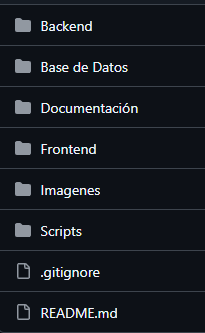 Backend
Base de Datos
Documentación
Frontend
Imagenes
Scripts
.gitignore
README.md